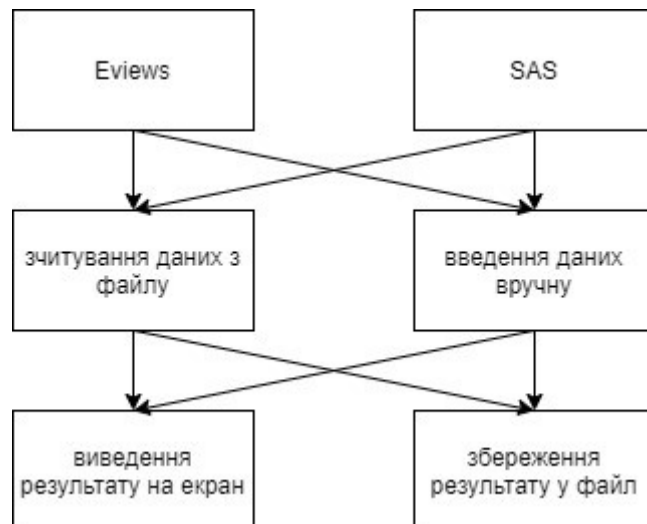 Eviews
SAS
зчитування даних з
файлу
введення даних
вручну
виведення
результату на екран
збереження
результату у файл